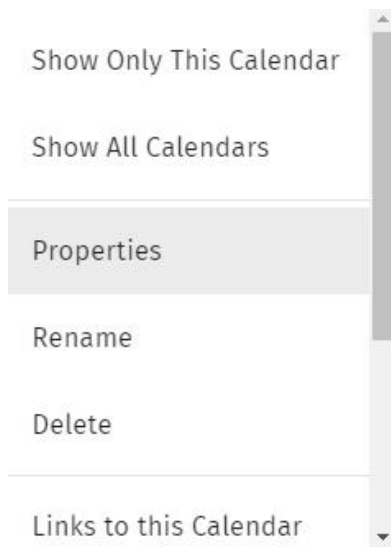 Show Only This Calendar
Show All Calendars
Properties
Rename
Delete
Links to this Calendar